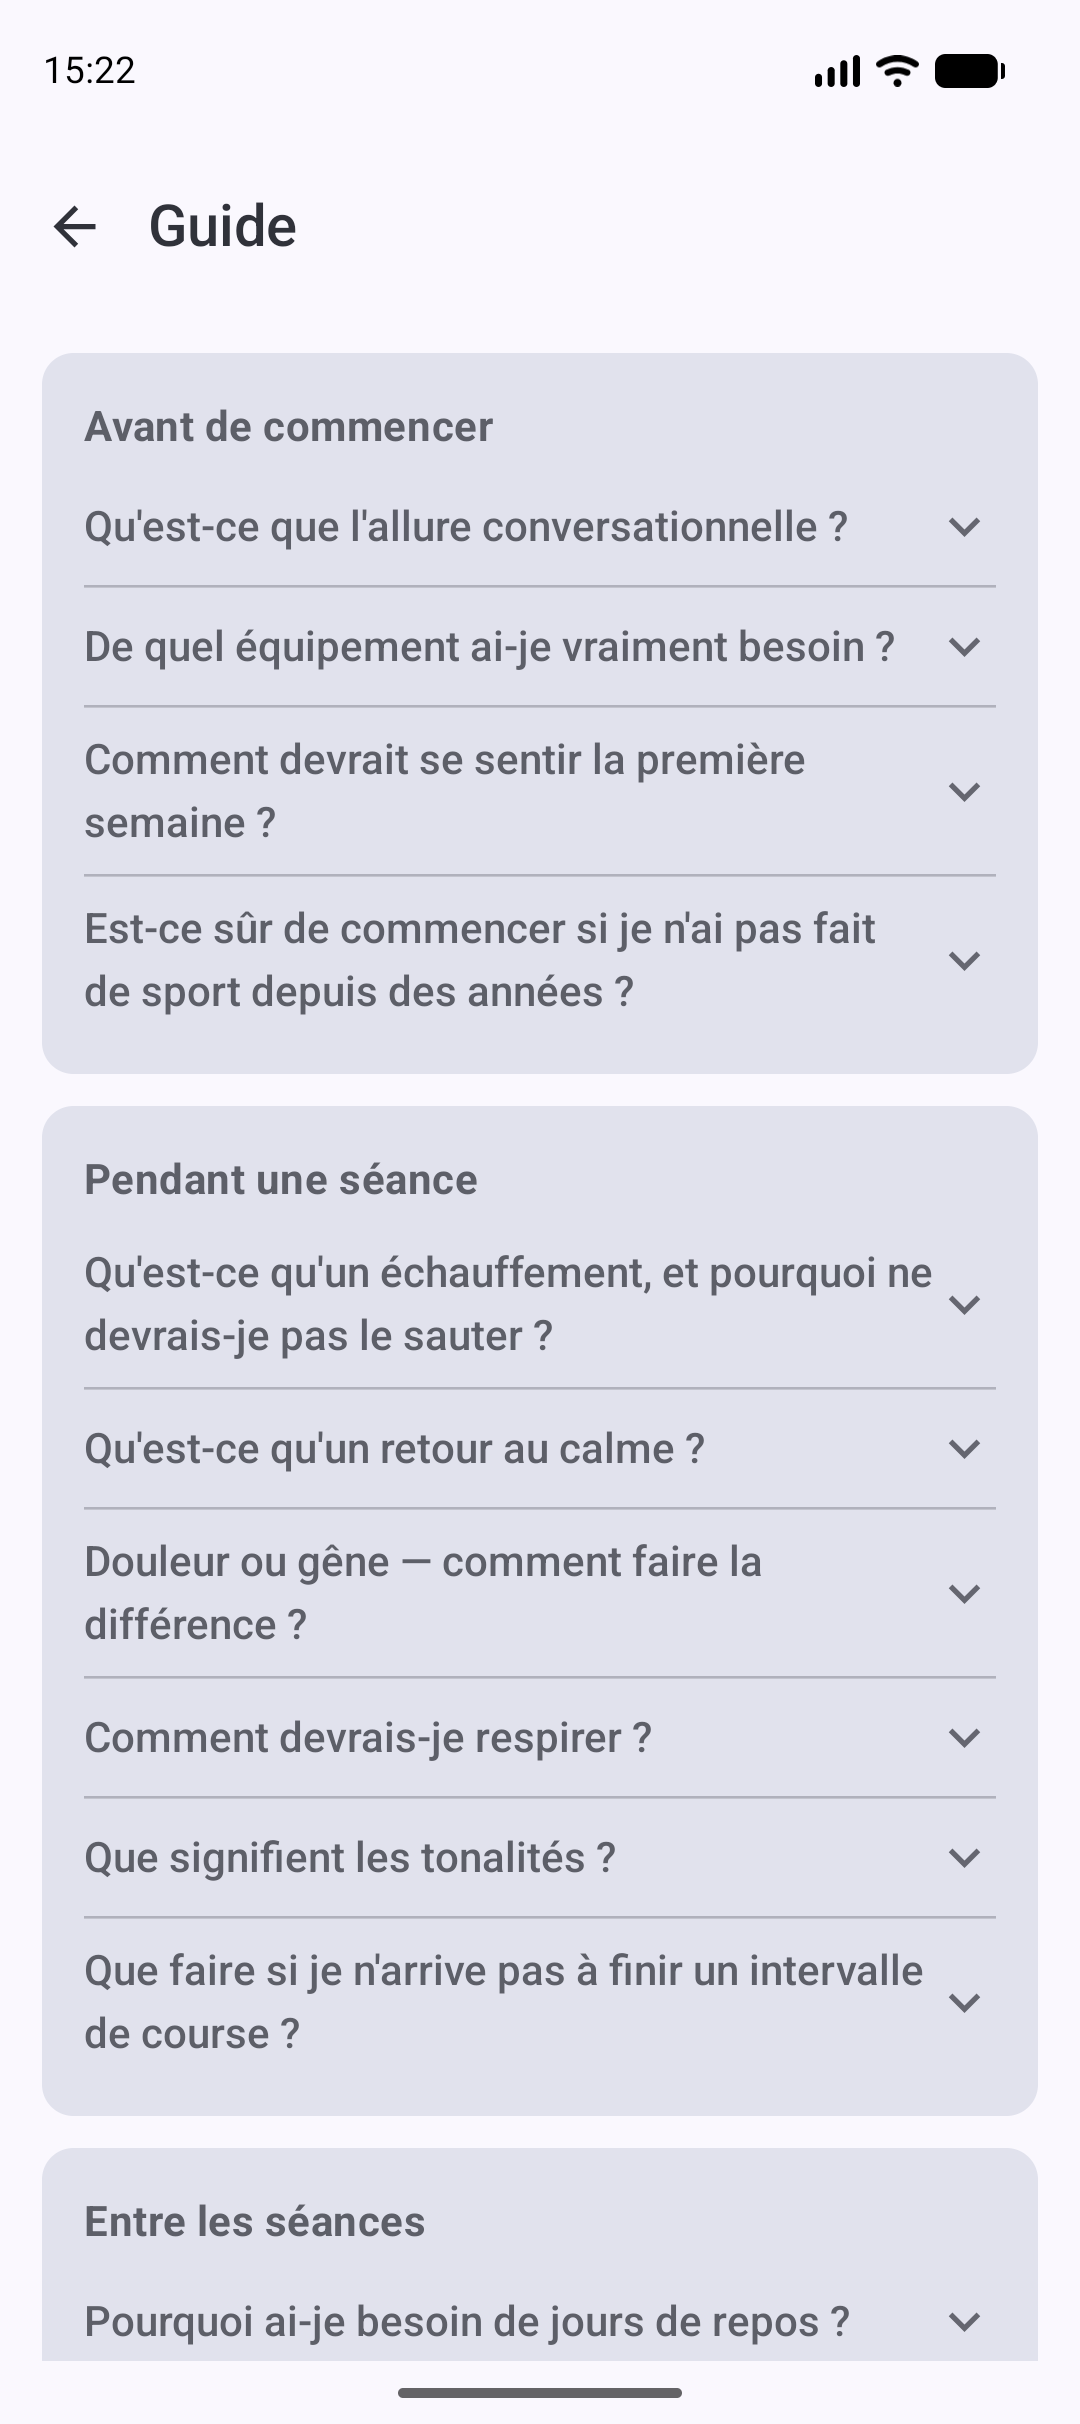 15:22
Guide
Avant de commencer
Qu'est-ce que l'allure conversationnelle ?
De quel équipement ai-je vraiment besoin ?
Comment devrait se sentir la première
semaine ?
Est-ce sûr de commencer si je n'ai pas fait
de sport depuis des années ?
Pendant une séance
Qu'est-ce qu'un échauffement, et pourquoi ne
devrais-je pas le sauter ?
Qu'est-ce qu'un retour au calme ?
Douleur ou gêne — comment faire la
différence ?
Comment devrais-je respirer ?
Que signifient les tonalités ?
Que faire si je n'arrive pas à finir un intervalle
de course ?
Entre les séances
Pourquoi ai-je besoin de jours de repos ?